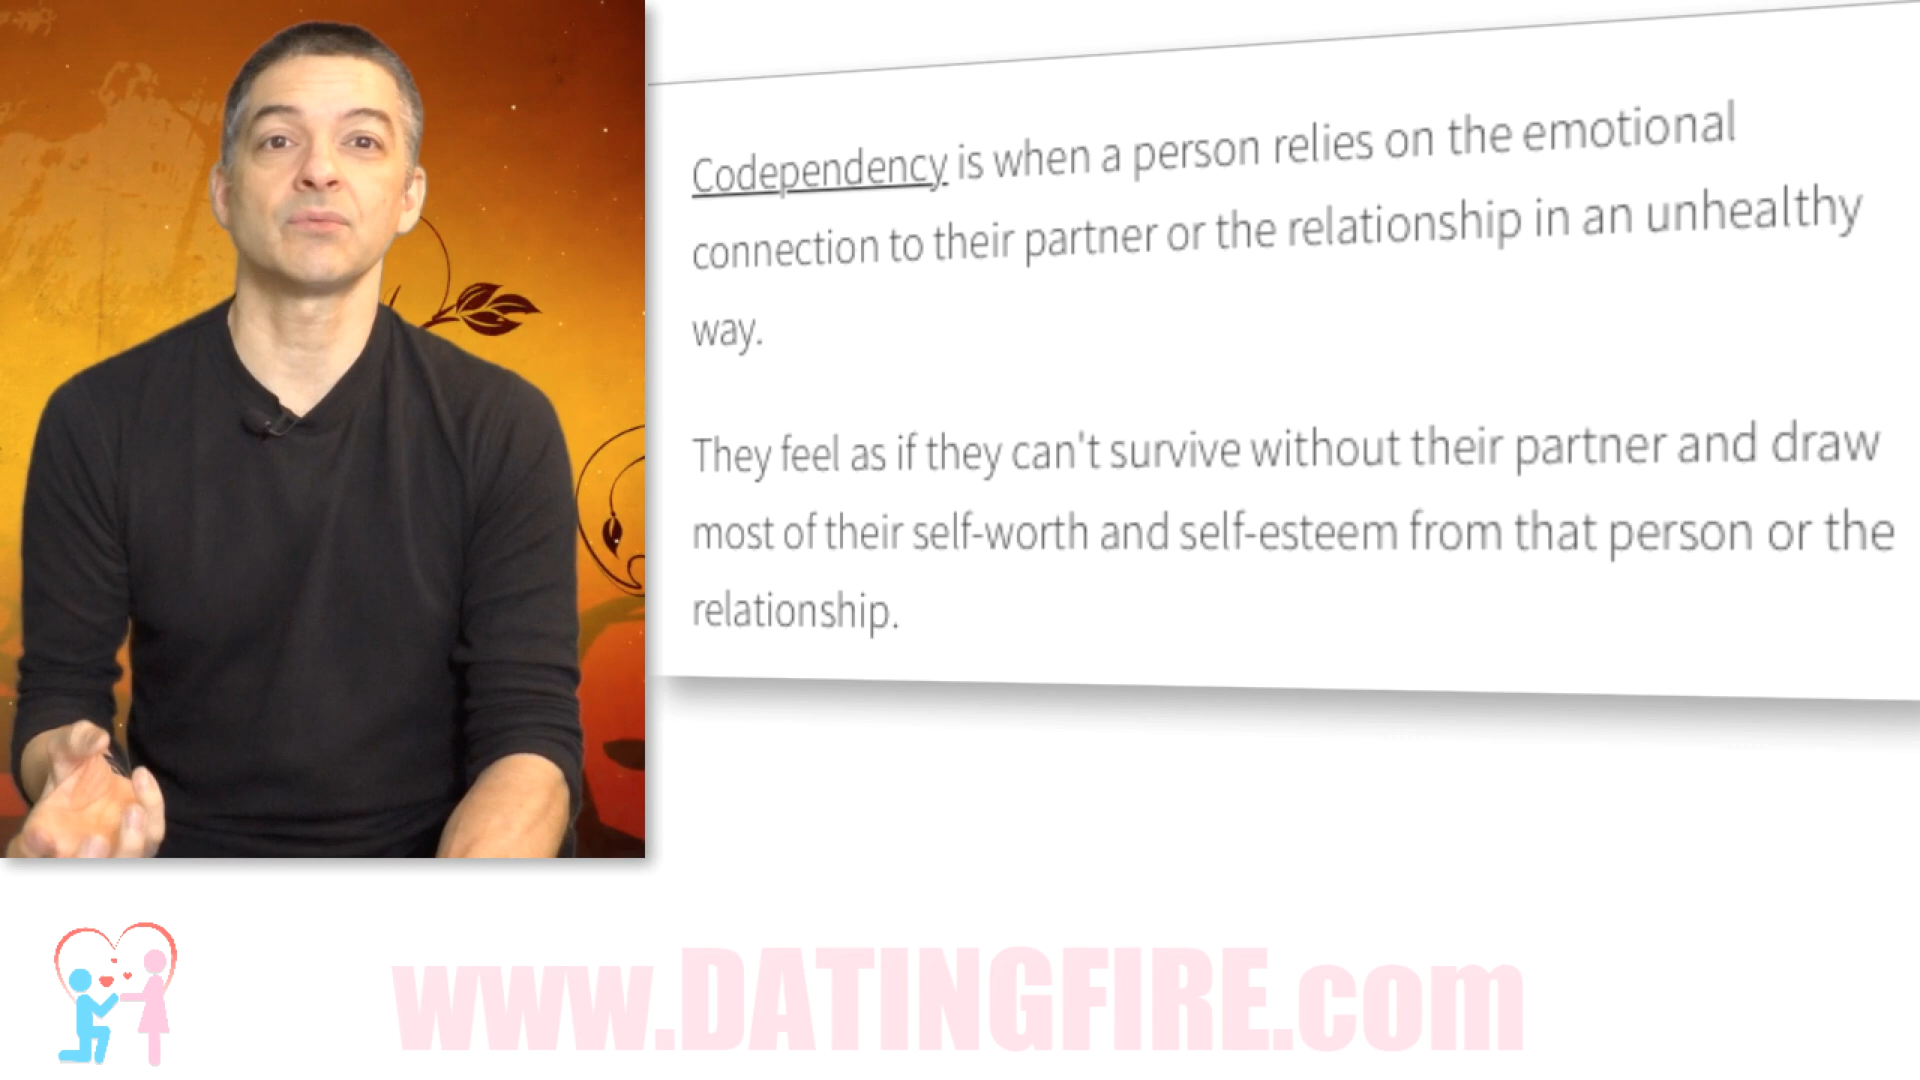 Codependency is when a person relies on the emotional
connection to their partner or the relationship in an unhealthy
way.
They feel as if they can't survive without their partner and draw
most of their self-worth and self-esteem from that person or the
relationship.
www.DATINGFIRE.com